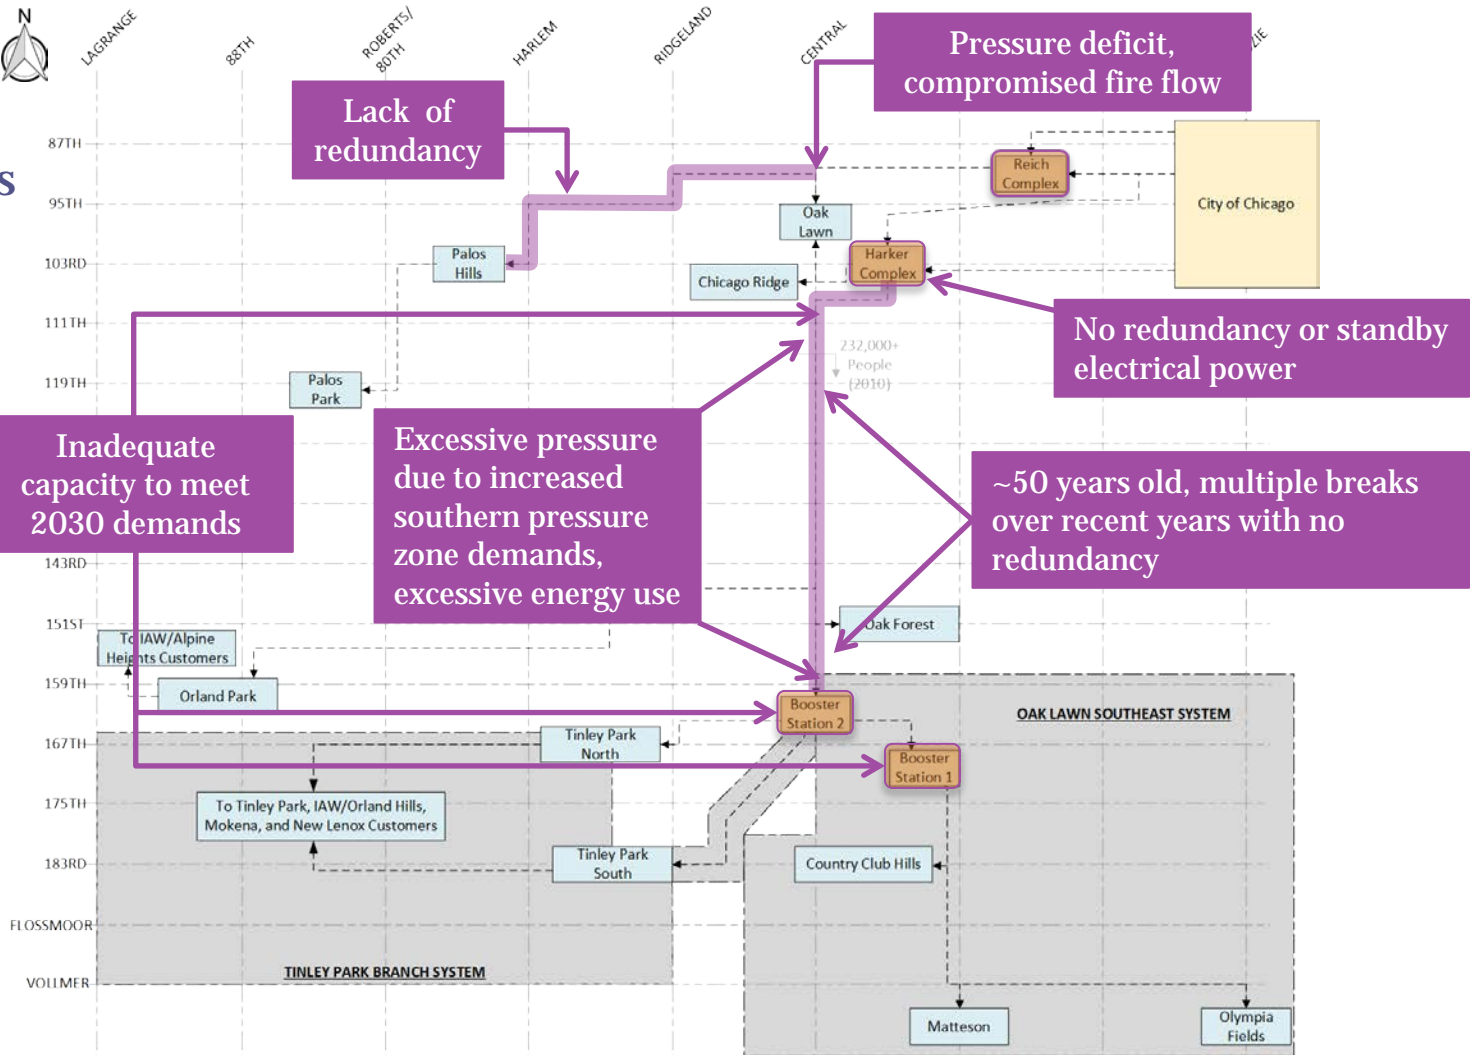 N
LAGRANGE
88TH
ROBERTS/
80TH
HARLEM
RIDGELAND
CENTRAL
ZIE
Pressure deficit,
compromised fire flow
Lack of
redundancy
87TH
s
Reich
Complex
City of Chicago
95TH
Oak
Lawn
Palos
Hills
103RD
Harker
Complex
Chicago Ridge
111TH
No redundancy or standby
electrical power
232,000+
People
(2010)
119TH
Palos
Park
Inadequate
capacity to meet
2030 demands
Excessive pressure
due to increased
southern pressure
zone demands,
excessive energy use
~50 years old, multiple breaks
over recent years with no
redundancy
143RD
151ST
Oak Forest
To IAW/Alpine
Heights Customers
159TH
Orland Park
Booster
Station 2
OAK LAWN SOUTHEAST SYSTEM
167TH
Tinley Park
North
Booster
Station 1
175TH
To Tinley Park, IAW/Orland Hills,
Mokena, and New Lenox Customers
183RD
Tinley Park
South
Country Club Hills
FLOSSMOOR
TINLEY PARK BRANCH SYSTEM
VOLLMER
Matteson
Olympia
Fields